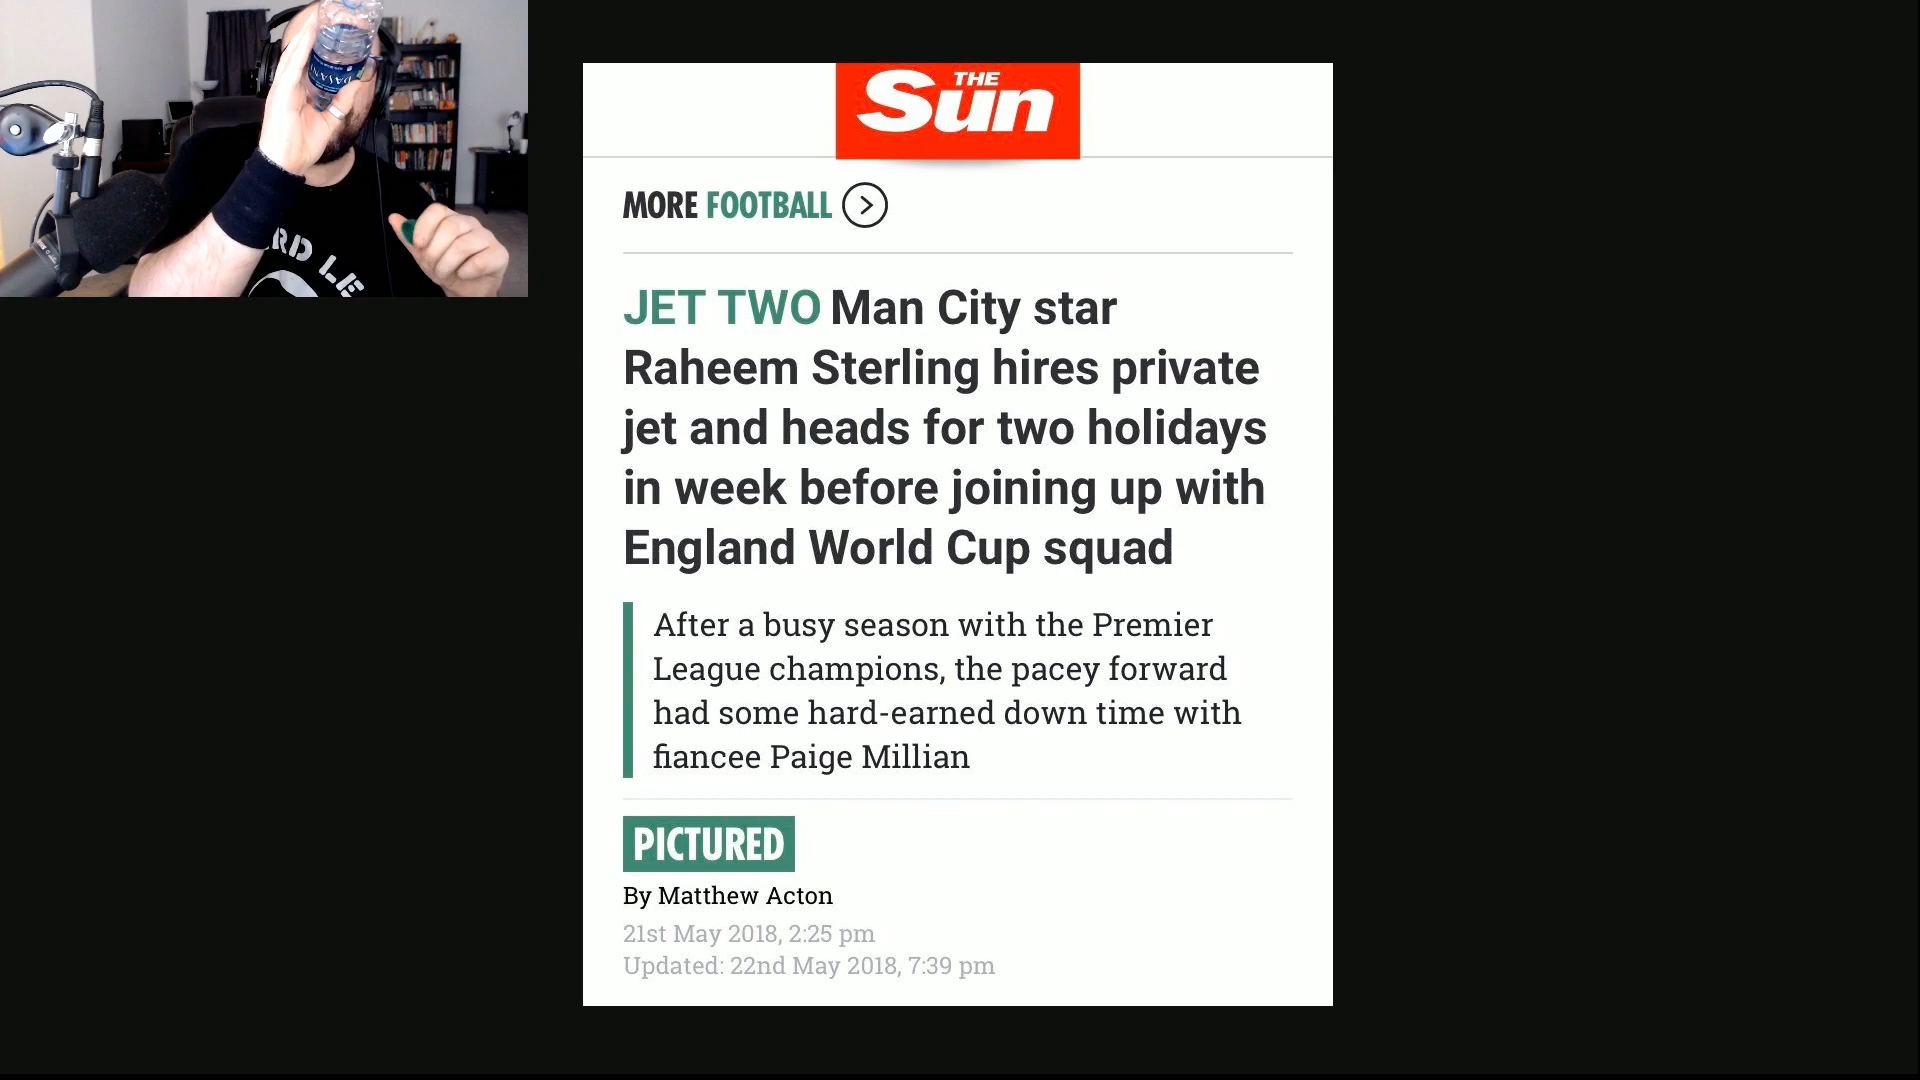 DASANI
RD LE
THE
Sun
MORE FOOTBALL
JET TWO Man City star
Raheem Sterling hires private
jet and heads for two holidays
in week before joining up with
England World Cup squad
After a busy season with the Premier
League champions, the pacey forward
had some hard-earned down time with
fiancee Paige Millian
PICTURED
By Matthew Acton
21st May 2018, 2:25 pm
Updated: 22nd May 2018, 7:39 pm